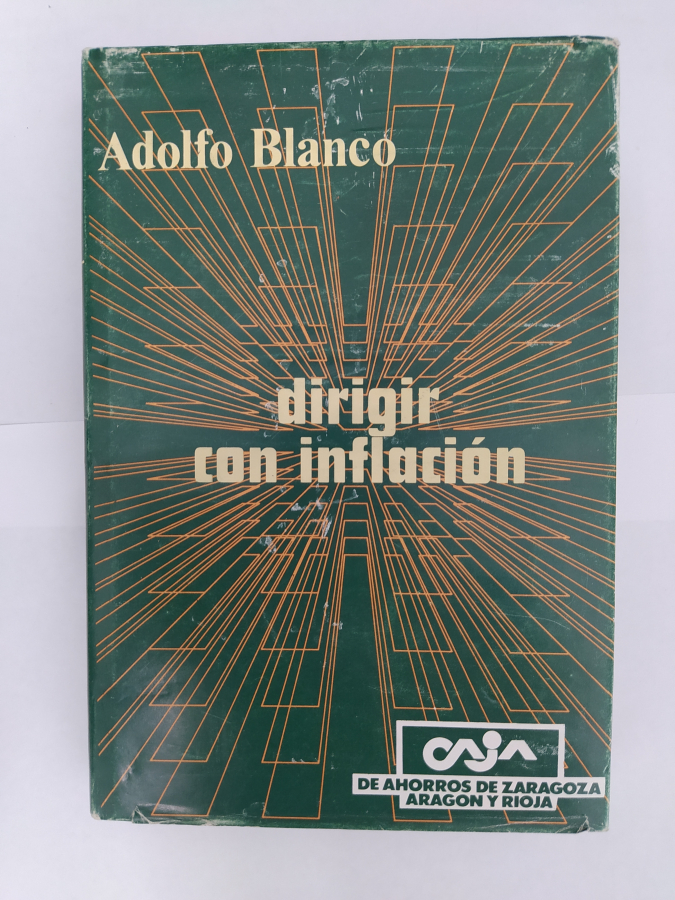 Adolfo Blanco
dirigir
con inflación
CAJA
DE AHORROS DE ZARAGOZA
ARAGON Y RIOJA